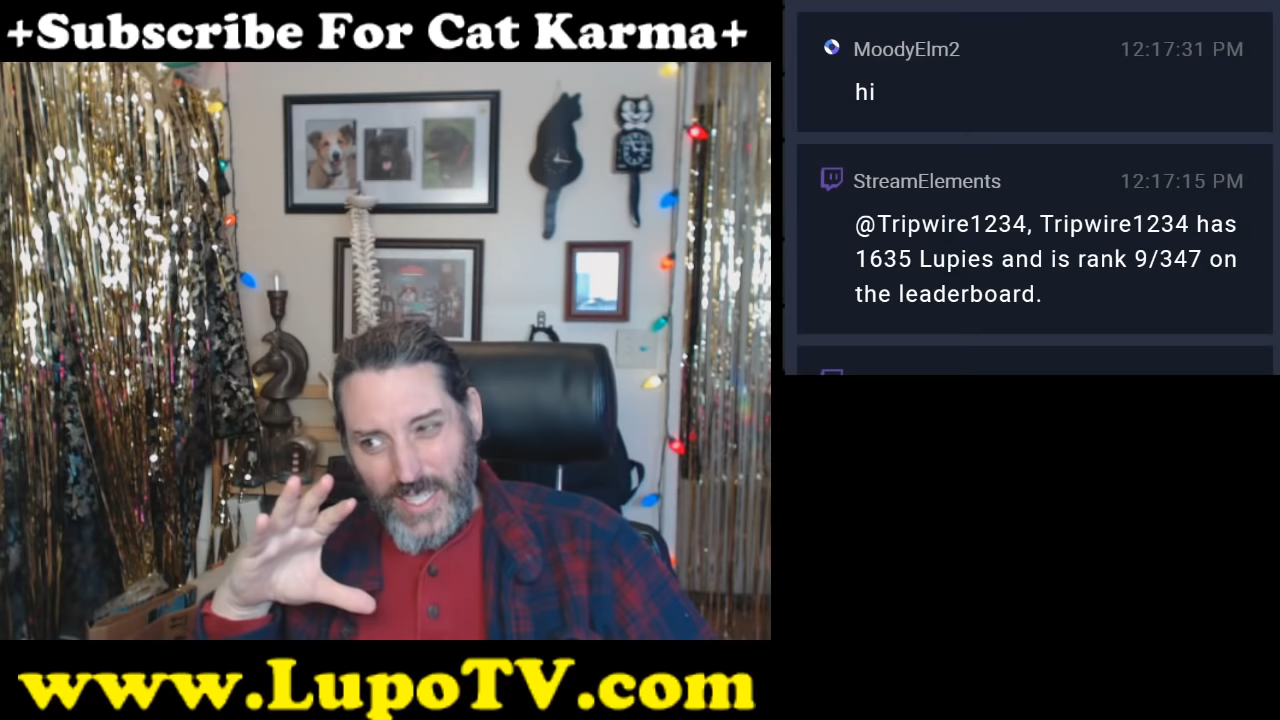 +Subscribe For Cat Karma+
MoodyElm2 12:17:31 PM
hi
StreamElements 12:17:15 PM
@Tripwire1234, Tripwire1234 has
1635 Lupies and is rank 9/347 on
the leaderboard.
www.LupoTV.com